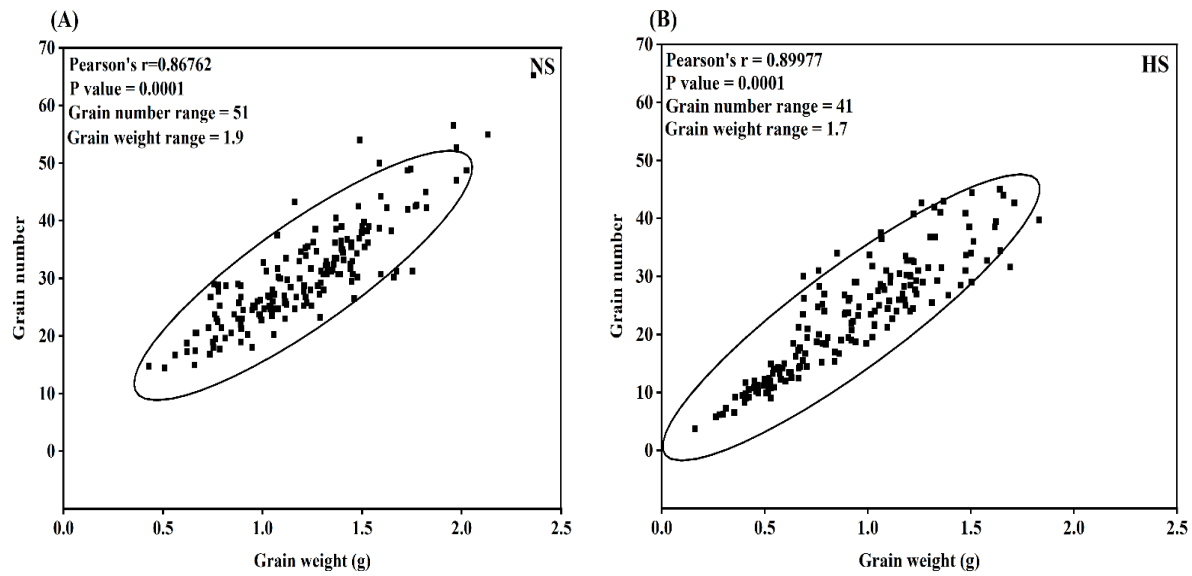 (A)
Pearson's r=0.86762
P value = 0.0001
Grain number range = 51
Grain weight range = 1.9
NS
70
60
50
40
30
20
10
0
Grain number
0.0 0.5 1.0 1.5 2.0 2.5
Grain weight (g)
(B)
Pearson's r = 0.89977
P value = 0.0001
Grain number range = 41
Grain weight range = 1.7
HS
70
60
50
40
30
20
10
0
Grain number
0.0 0.5 1.0 1.5 2.0 2.5
Grain weight (g)